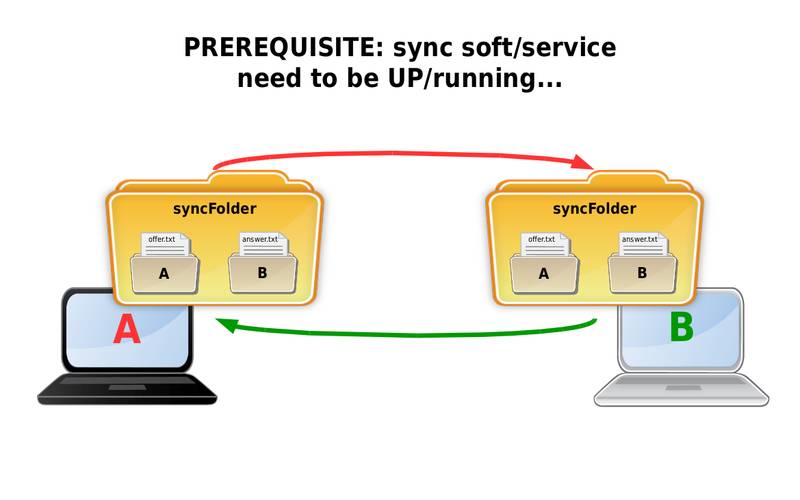 PREREQUISITE: sync soft/service
need to be UP/running...
syncFolder
offer.txt
answer.txt
A
B
syncFolder
offer.txt
answer.txt
A
B
A
B